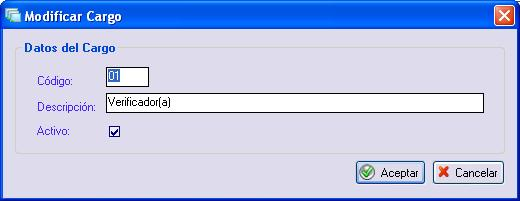 Modificar Cargo
Datos del Cargo
Código: 01
Descripción: Verificador(a)
Activo:
Aceptar Cancelar